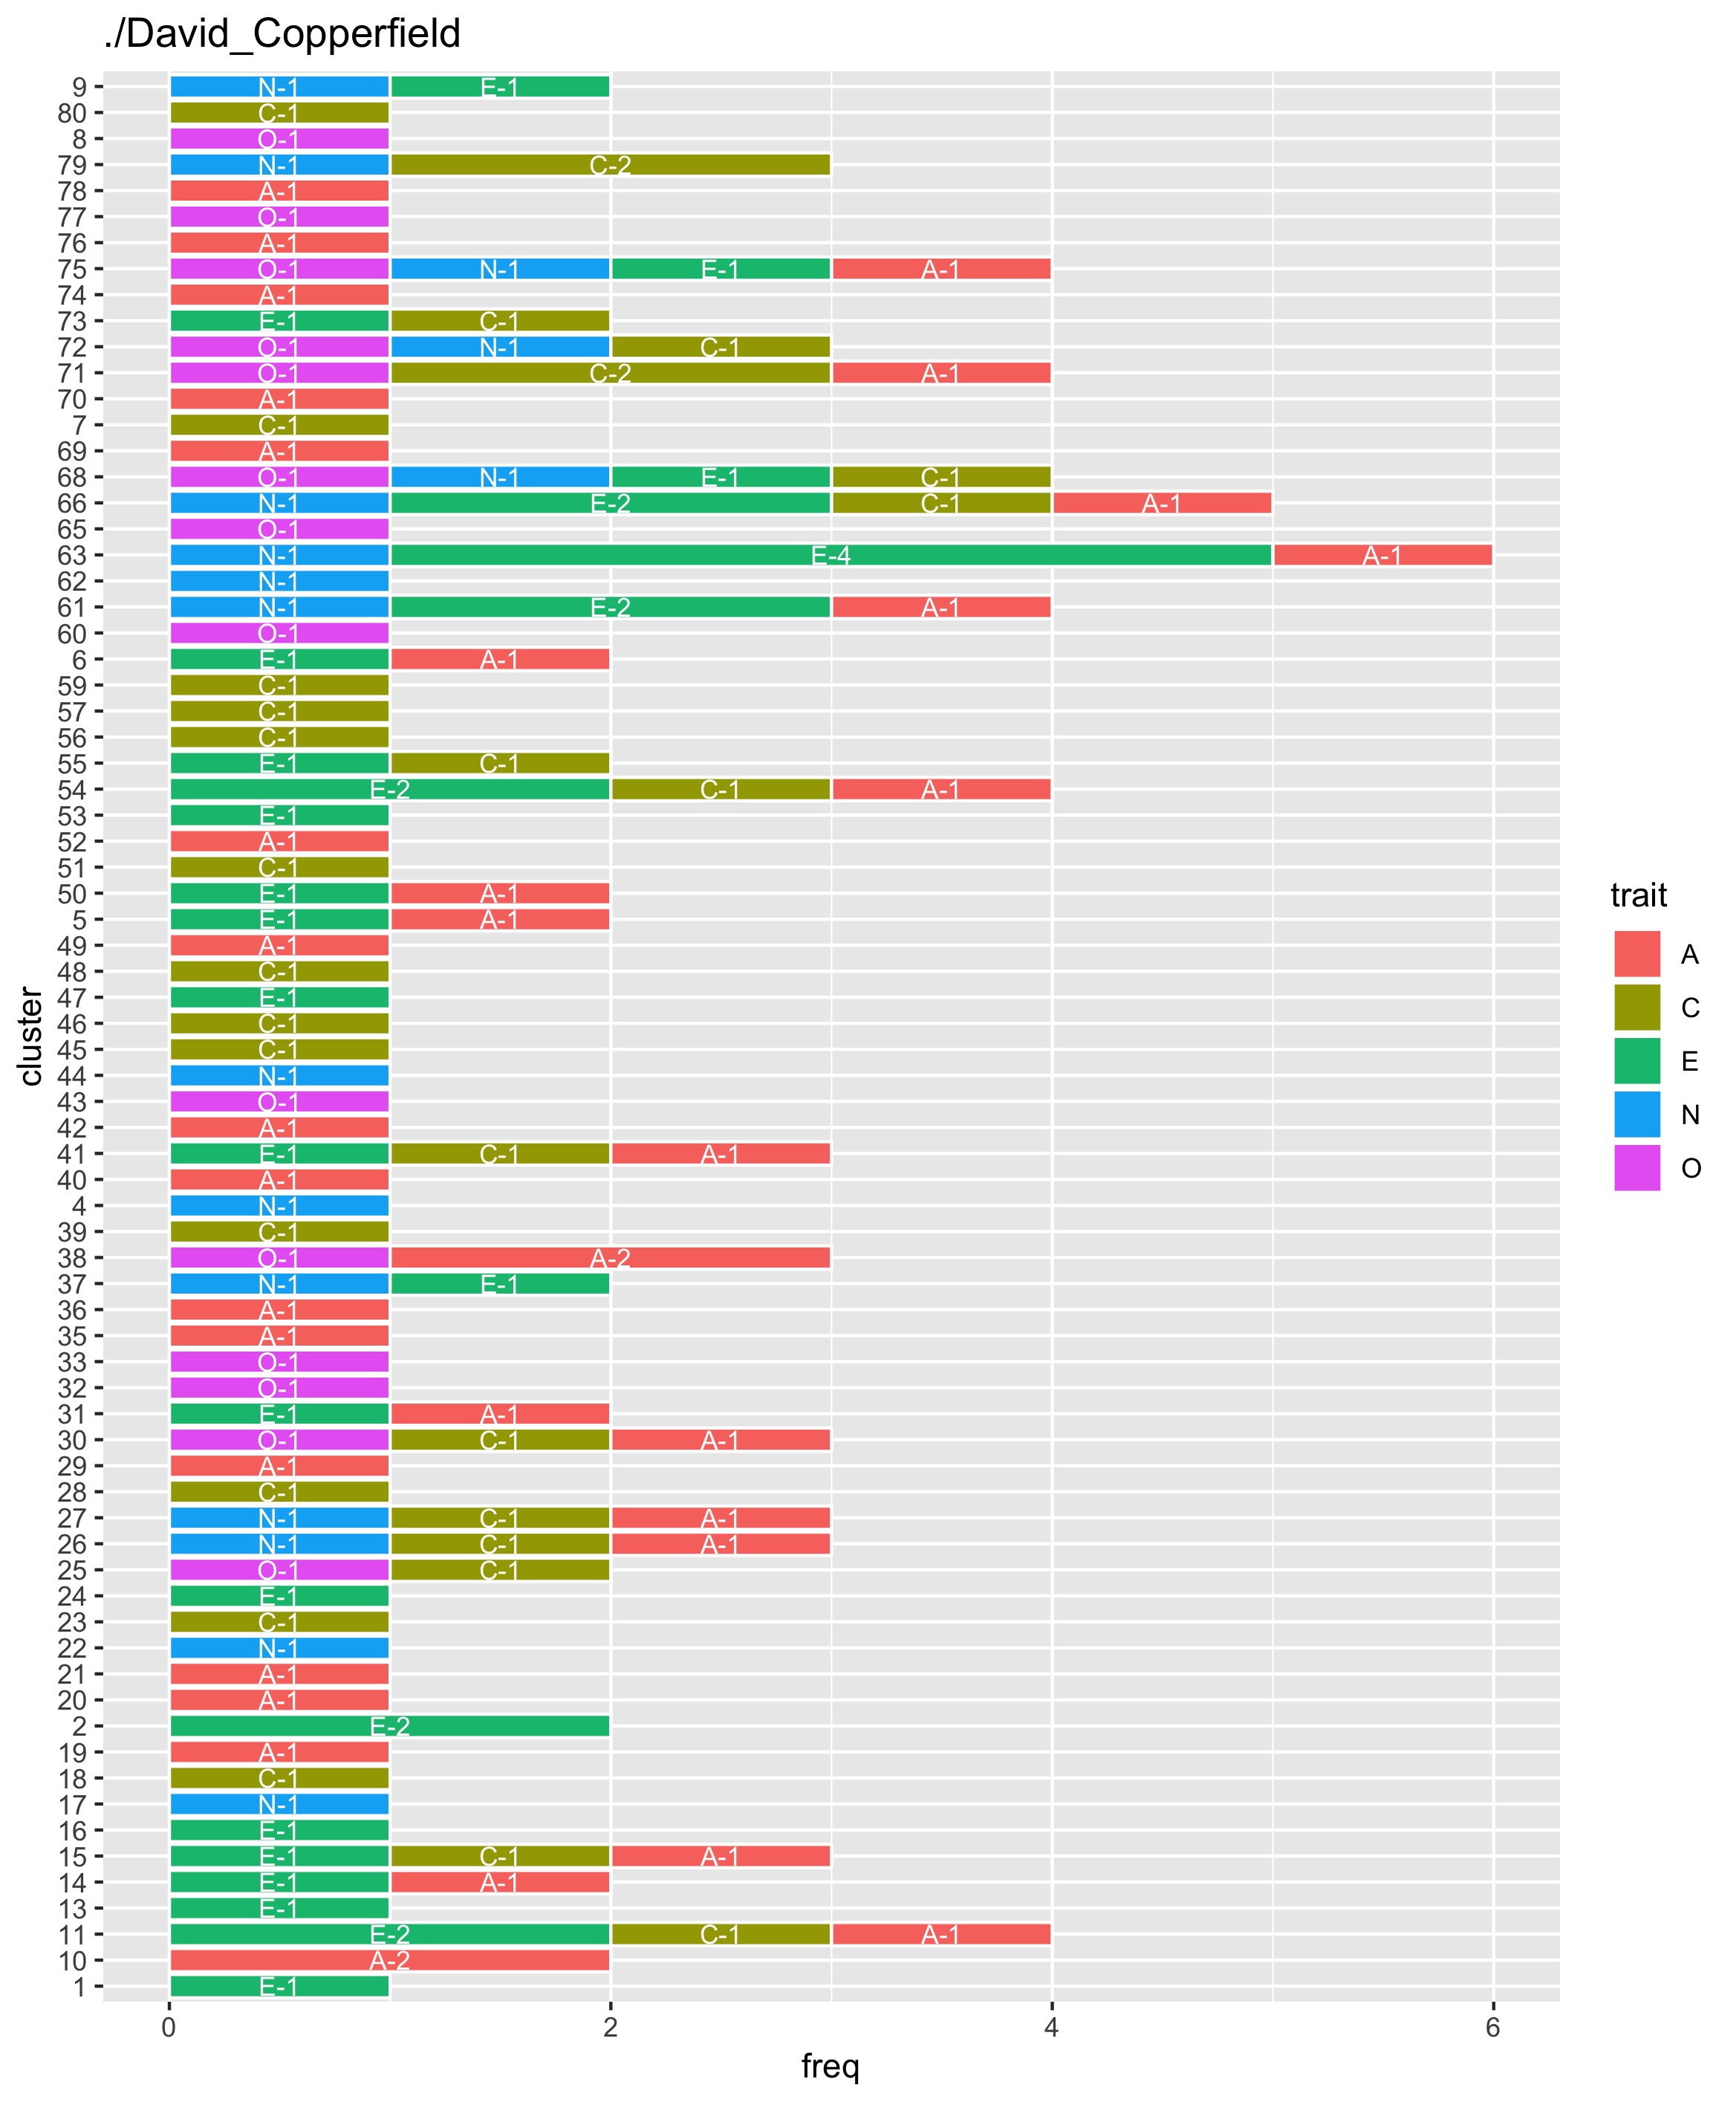 ./David_Copperfield
9 N-1 E-1
80 C-1
8 O-1
79 N-1 C-2
78 A-1
77 O-1
76 A-1
75 O-1 N-1 E-1 A-1
74 A-1
73 E-1 C-1
72 O-1 N-1 C-1
71 O-1 C-2 A-1
70 A-1
7 C-1
69 A-1
68 O-1 N-1 E-1 C-1
66 N-1 E-2 C-1 A-1
65 O-1
63 N-1 E-4 A-1
62 N-1
61 N-1 E-2 A-1
60 O-1
6 E-1 A-1
59 C-1
57 C-1
56 C-1
55 E-1 C-1
54 E-2 C-1 A-1
53 E-1
52 A-1
51 C-1
50 E-1 A-1
5 E-1 A-1
49 A-1
48 C-1
47 E-1
46 C-1
45 C-1
44 N-1
43 O-1
42 A-1
41 E-1 C-1 A-1
40 A-1
4 N-1
39 C-1
38 O-1 A-2
37 N-1 E-1
36 A-1
35 A-1
33 O-1
32 O-1
31 E-1 A-1
30 O-1 C-1 A-1
29 A-1
28 C-1
27 N-1 C-1 A-1
26 N-1 C-1 A-1
25 O-1 C-1
24 E-1
23 C-1
22 N-1
21 A-1
20 A-1
2 E-2
19 A-1
18 C-1
17 N-1
16 E-1
15 E-1 C-1 A-1
14 E-1 A-1
13 E-1
11 E-2 C-1 A-1
10 A-2
1 E-1
0 2 4 6
freq
cluster
trait
A
C
E
N
O